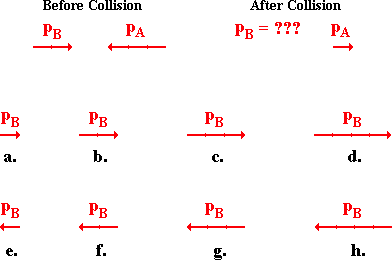 Before Collision After Collision
pB pA pB = ??? pA
pB pB pB pB
a. b. c. d.
pB pB pB pB
e. f. g. h.